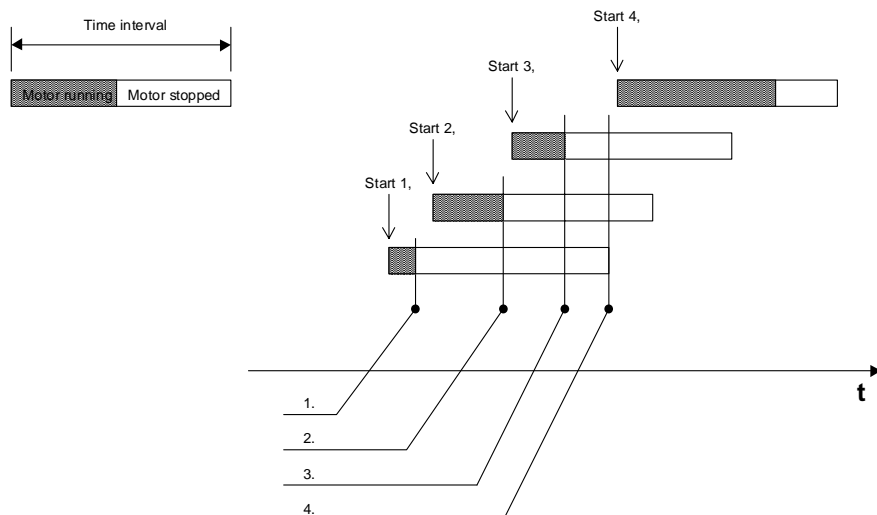 Time interval
Motor running Motor stopped
Start 4,
Start 3,
Start 2,
Start 1,
t
1.
2.
3.
4.